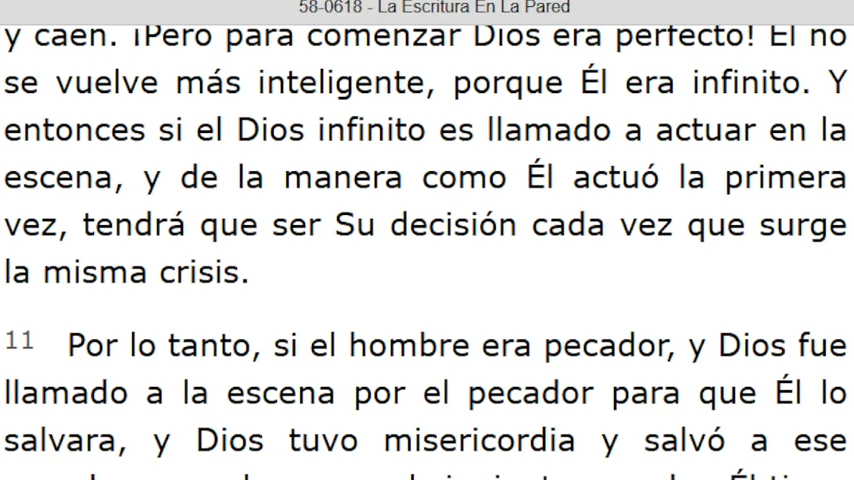 58-0618 - La Escritura En La Pared
y caen. ¡Pero para comenzar Dios era perfecto! Él no
se vuelve más inteligente, porque Él era infinito. Y
entonces si el Dios infinito es llamado a actuar en la
escena, y de la manera como Él actuó la primera
vez, tendrá que ser Su decisión cada vez que surge
la misma crisis.
11 Por lo tanto, si el hombre era pecador, y Dios fue
llamado a la escena por el pecador para que Él lo
salvara, y Dios tuvo misericordia y salvó a ese